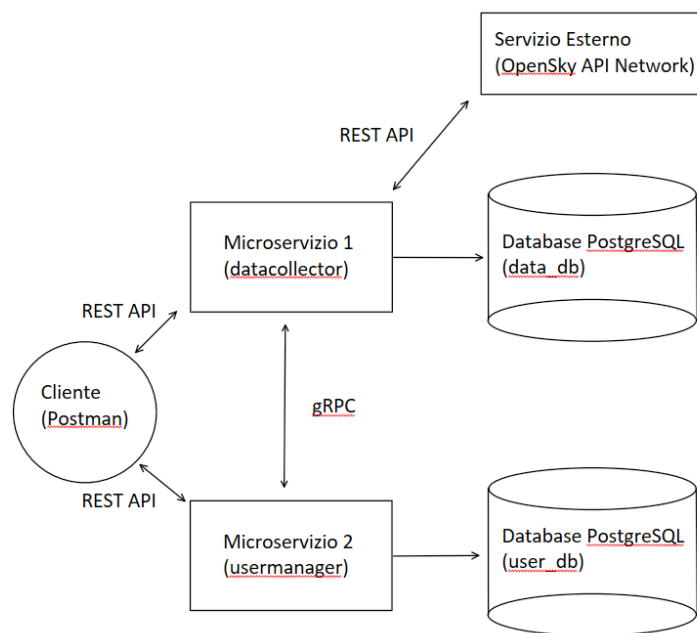 Servizio Esterno
(OpenSky API Network)
REST API
Microservizio 1
(datacollector)
Database PostgreSQL
(data_db)
REST API
Cliente
(Postman)
gRPC
REST API
Microservizio 2
(usermanager)
Database PostgreSQL
(user_db)